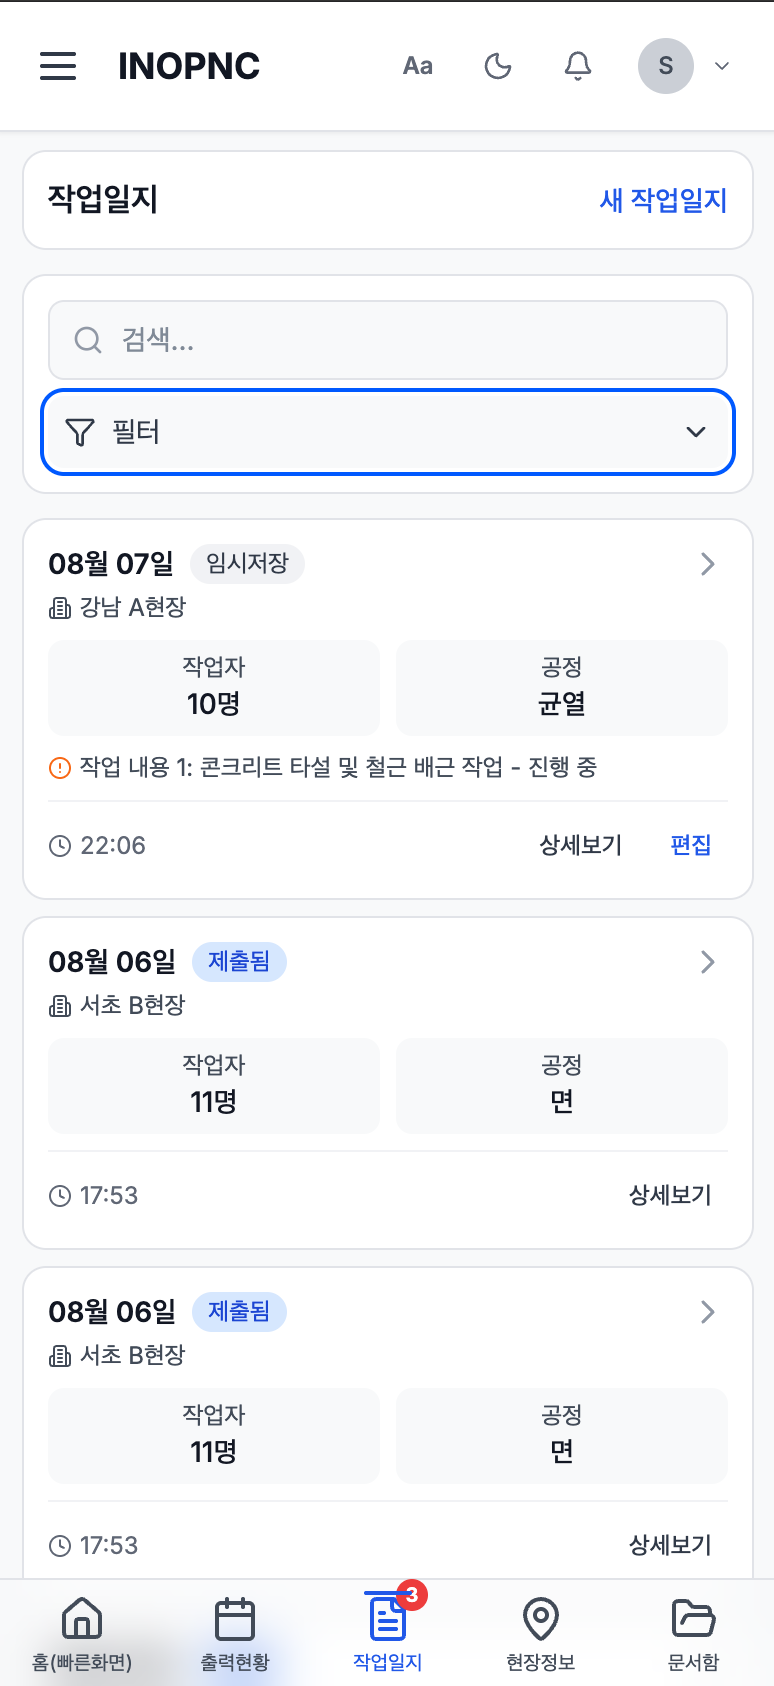 INOPNC Aa S
작업일지 새 작업일지
검색...
필터
08월 07일 임시저장
강남 A현장
작업자 공정
10명 균열
작업 내용 1: 콘크리트 타설 및 철근 배근 작업 - 진행 중
22:06 상세보기 편집
08월 06일 제출됨
서초 B현장
작업자 공정
11명 면
17:53 상세보기
08월 06일 제출됨
서초 B현장
작업자 공정
11명 면
17:53 상세보기
3
홈(빠른화면) 출력현황 작업일지 현장정보 문서함